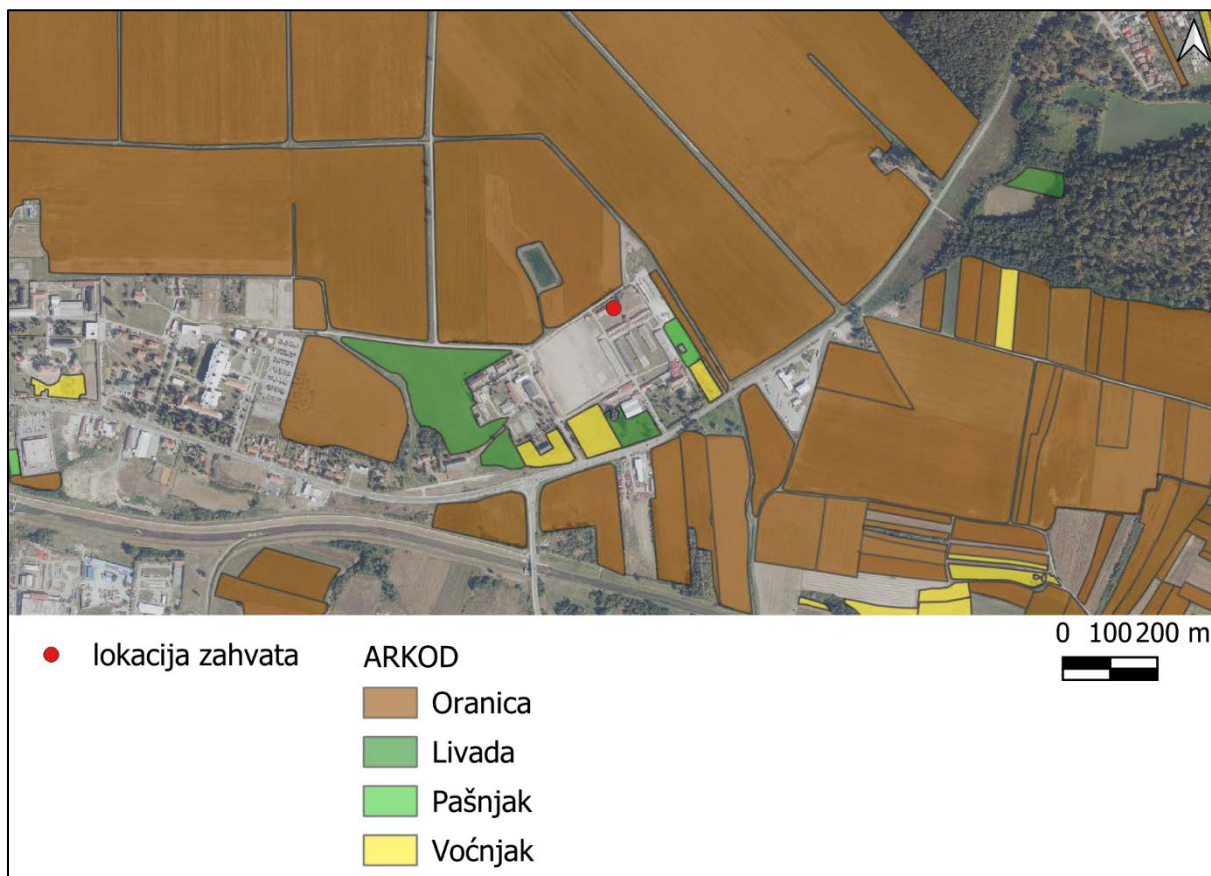 0 100 200 m
lokacija zahvata
ARKOD
Oranica
Livada
Pašnjak
Voćnjak